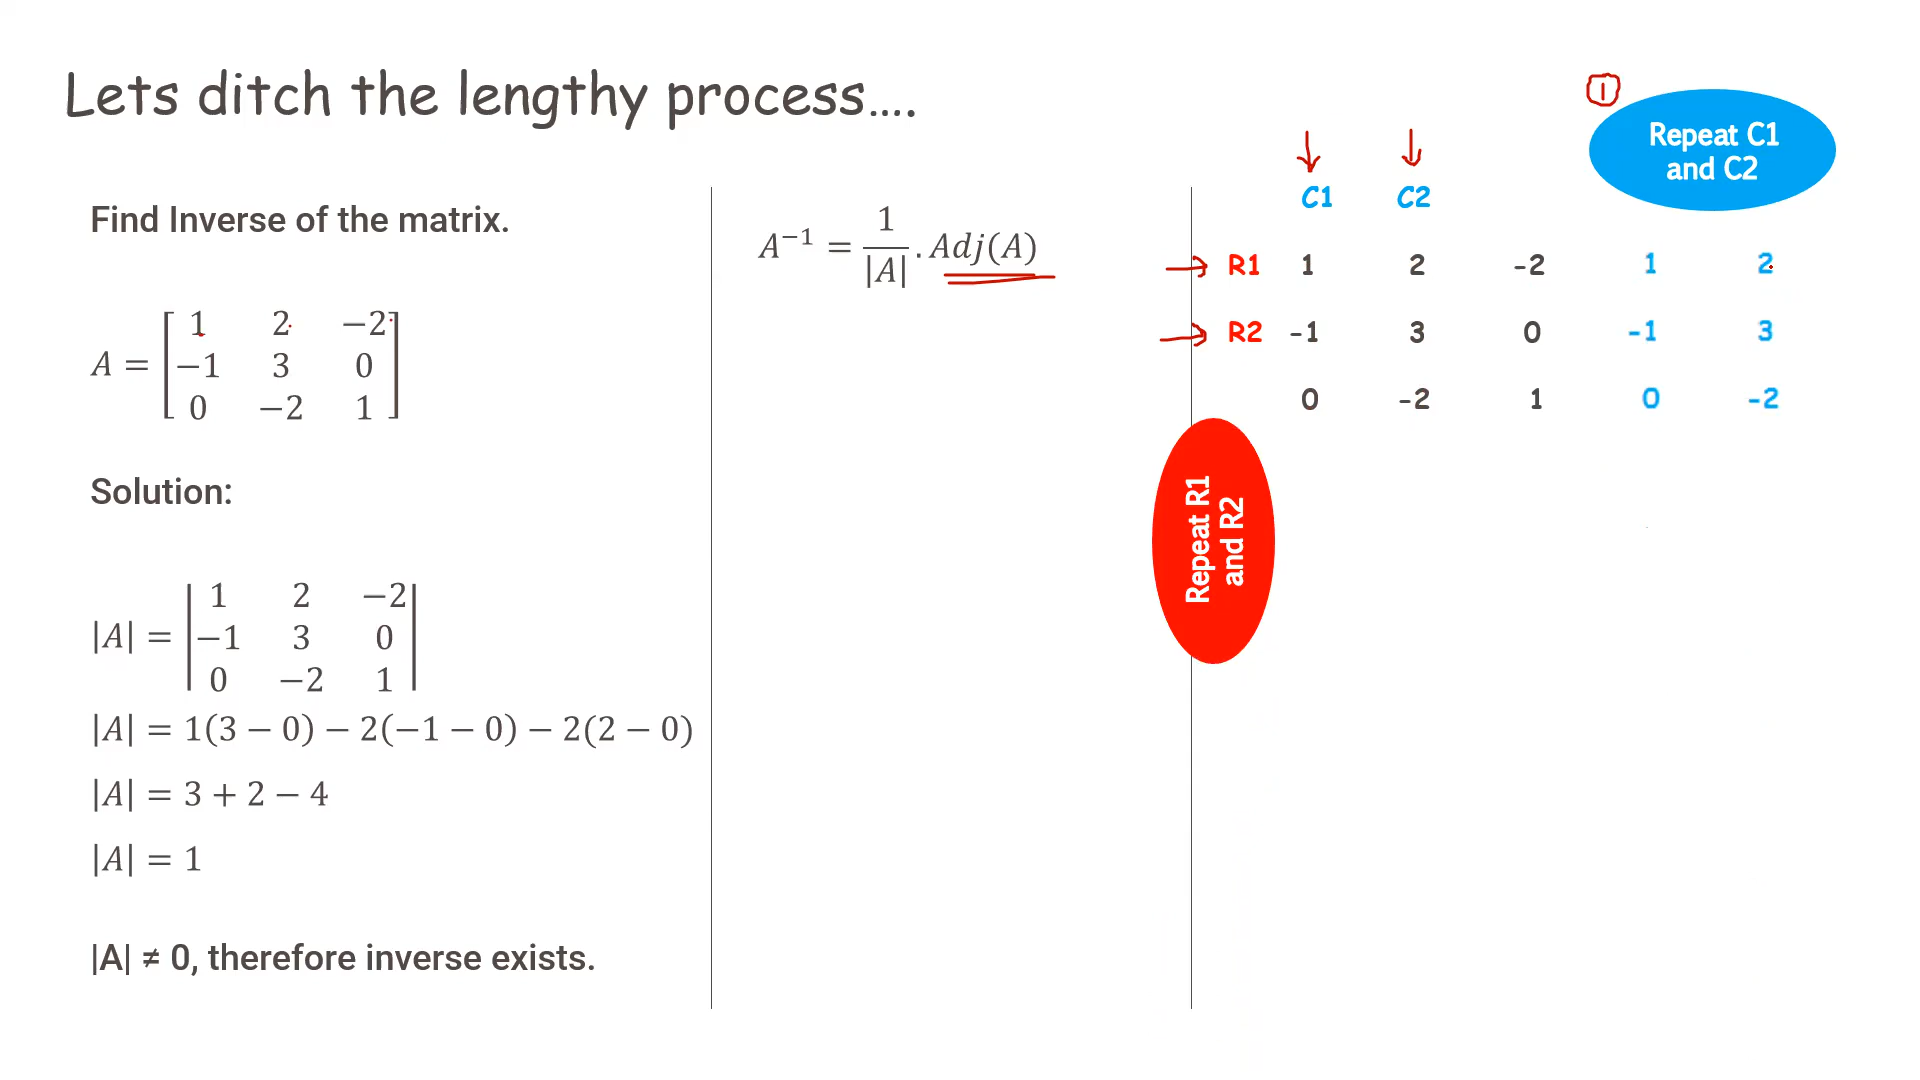 Lets ditch the lengthy process....
Find Inverse of the matrix.
A = [1 2 −2
−1 3 0
0 −2 1]
Solution:
|A| = |1 2 −2
−1 3 0
0 −2 1|
|A| = 1(3 − 0) − 2(−1 − 0) − 2(2 − 0)
|A| = 3 + 2 − 4
|A| = 1
|A| ≠ 0, therefore inverse exists.
A⁻¹ = 1/|A| . Adj(A)
1
Repeat C1
and C2
C1 C2
R1 1 2 -2 1 2
R2 -1 3 0 -1 3
0 -2 1 0 -2
Repeat R1
and R2